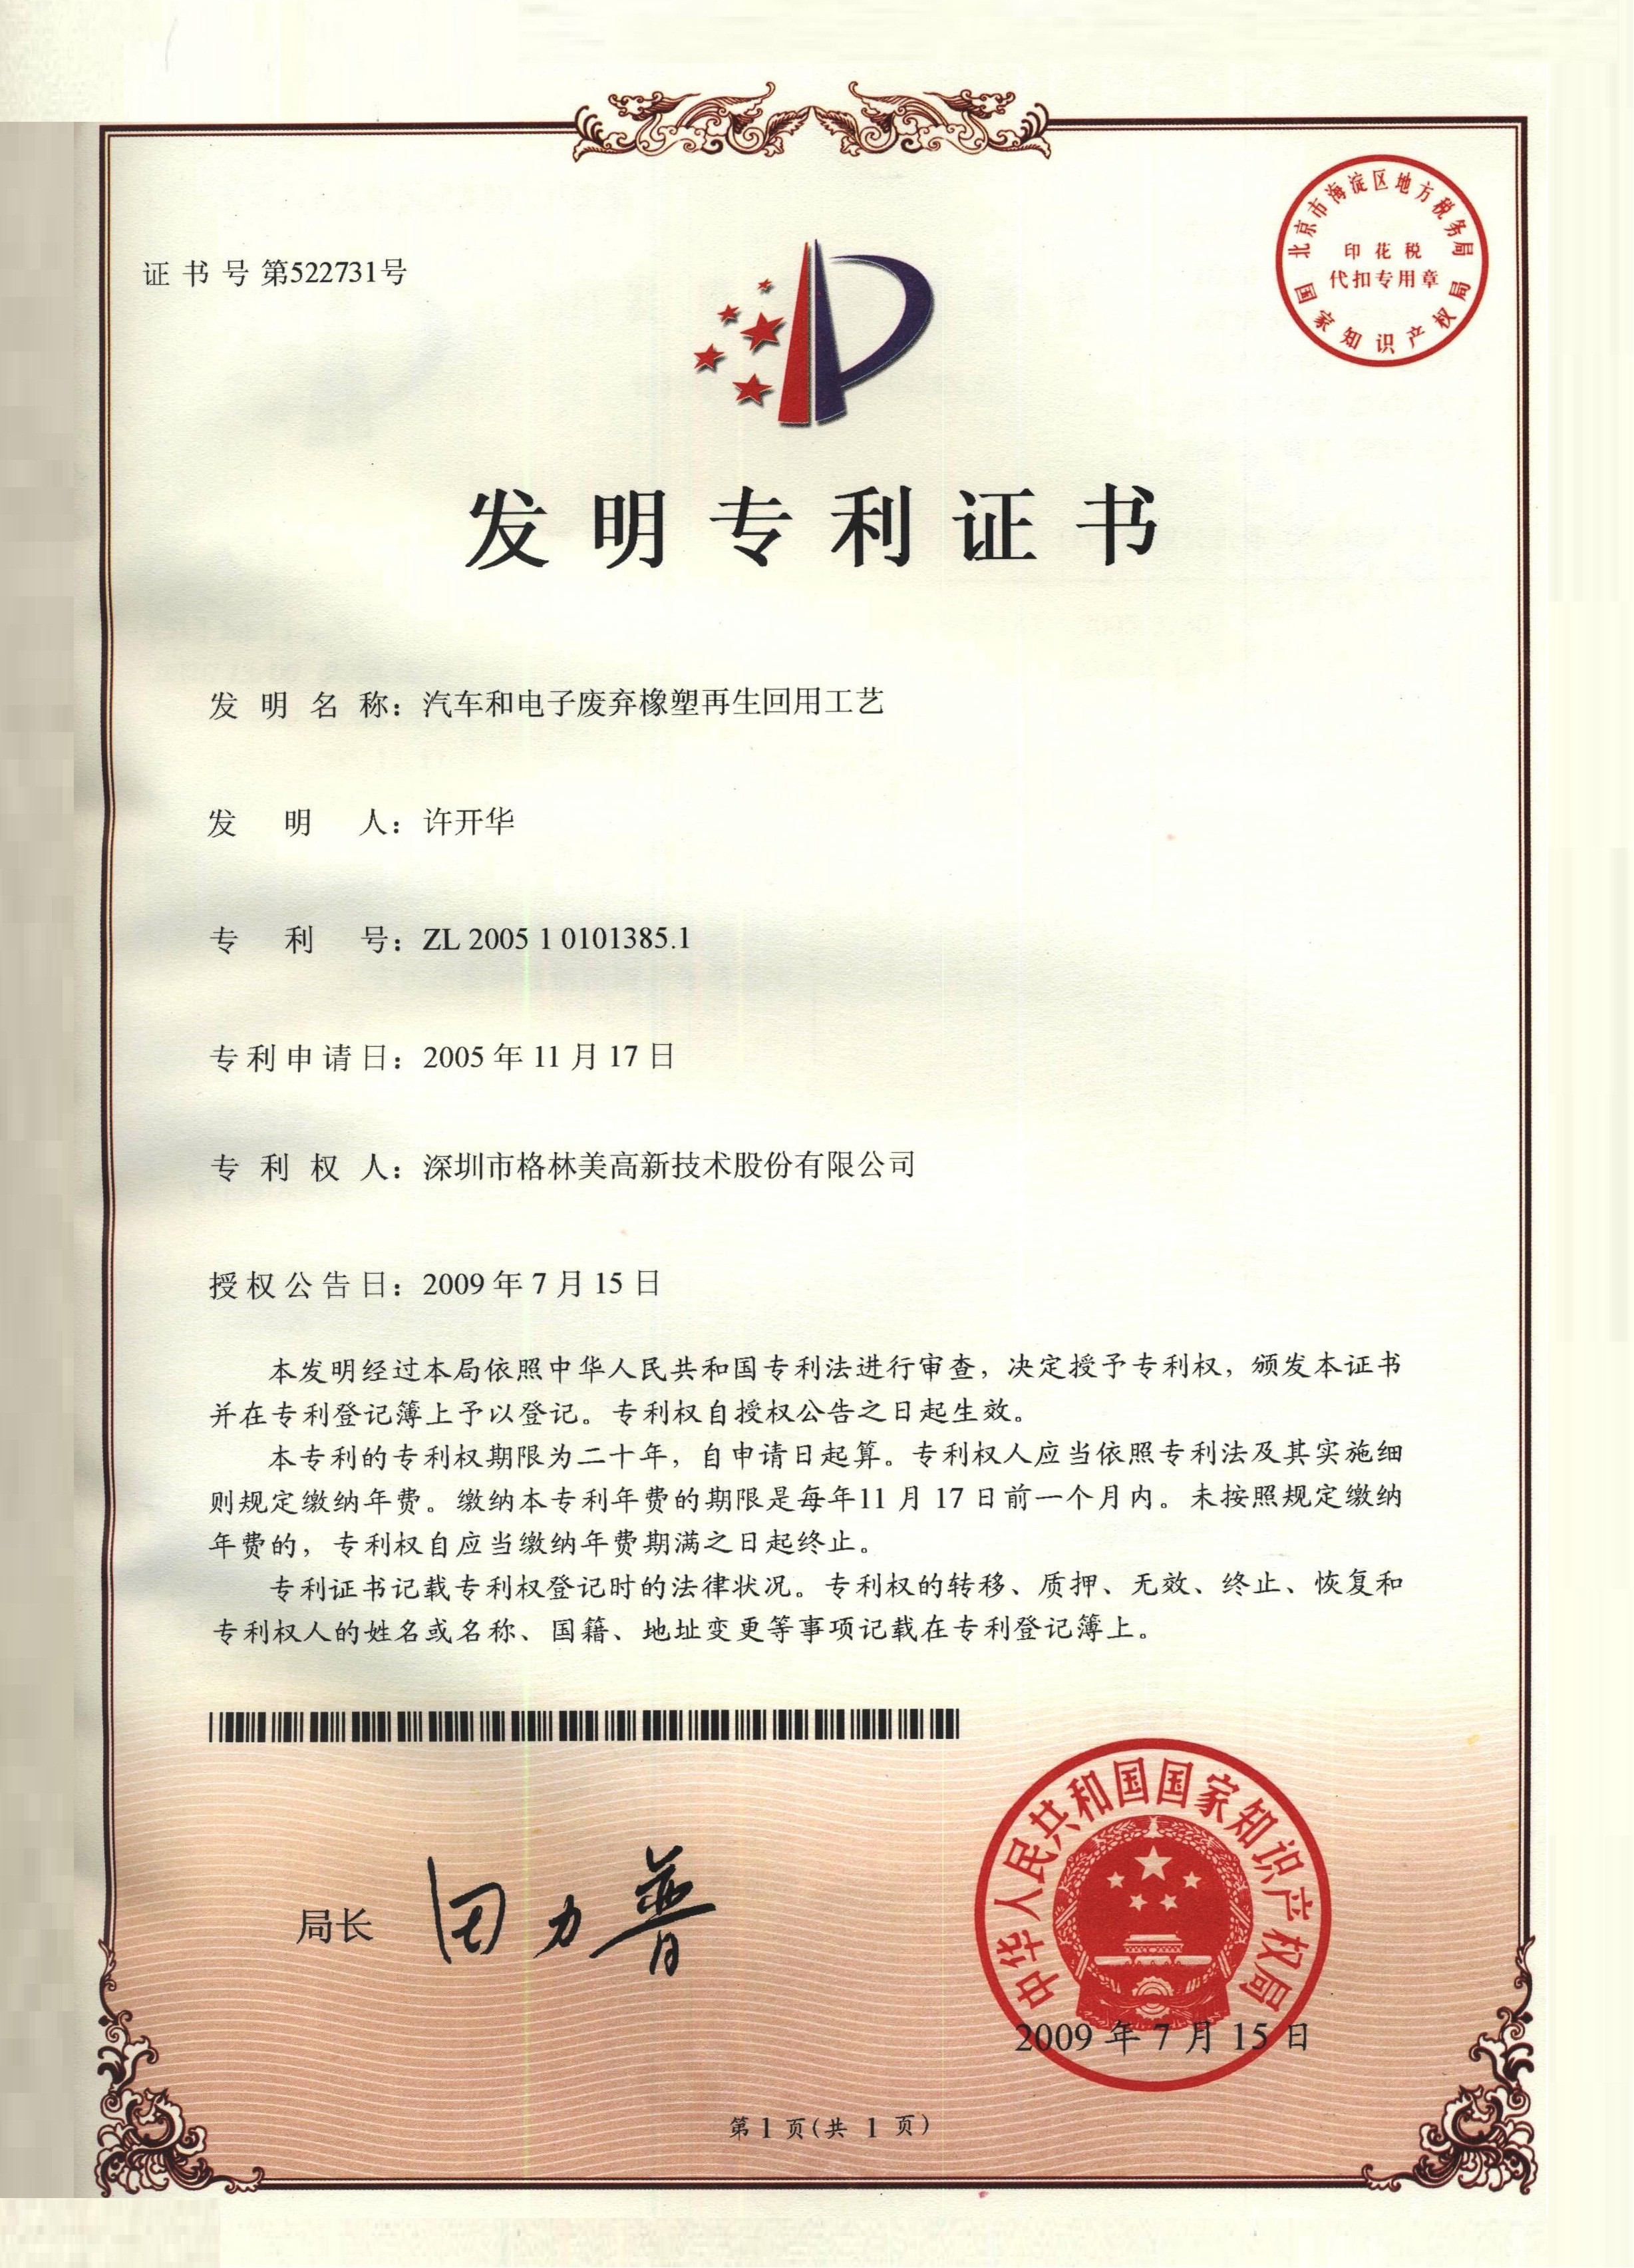 证书号第522731号
北京市海淀区地方税务局
印花税
代扣专用章
国家知识产权局
发明专利证书
发明名称：汽车和电子废弃橡塑再生回用工艺
发明人：许开华
专利号：ZL 2005 1 0101385.1
专利申请日：2005年11月17日
专利权人：深圳市格林美高新技术股份有限公司
授权公告日：2009年7月15日
本发明经过本局依照中华人民共和国专利法进行审查，决定授予专利权，颁发本证书
并在专利登记簿上予以登记。专利权自授权公告之日起生效。
本专利的专利权期限为二十年，自申请日起算。专利权人应当依照专利法及其实施细
则规定缴纳年费。缴纳本专利年费的期限是每年11月17日前一个月内。未按照规定缴纳
年费的，专利权自应当缴纳年费期满之日起终止。
专利证书记载专利权登记时的法律状况。专利权的转移、质押、无效、终止、恢复和
专利权人的姓名或名称、国籍、地址变更等事项记载在专利登记簿上。
局长 田力普
中华人民共和国国家知识产权局
2009年7月15日
第1页(共 1 页)